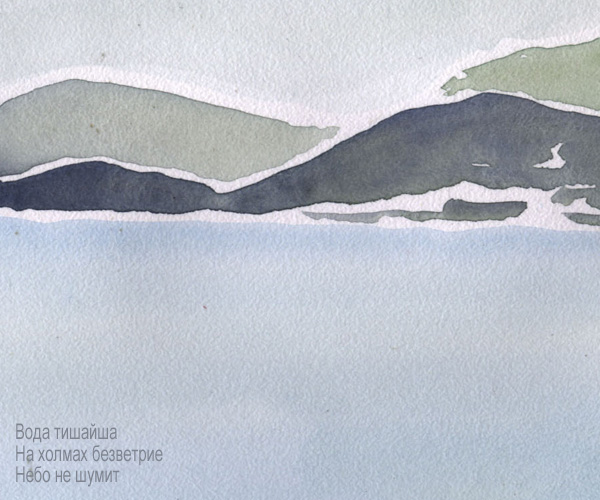 Вода тишайша
На холмах безветрие
Небо не шумит